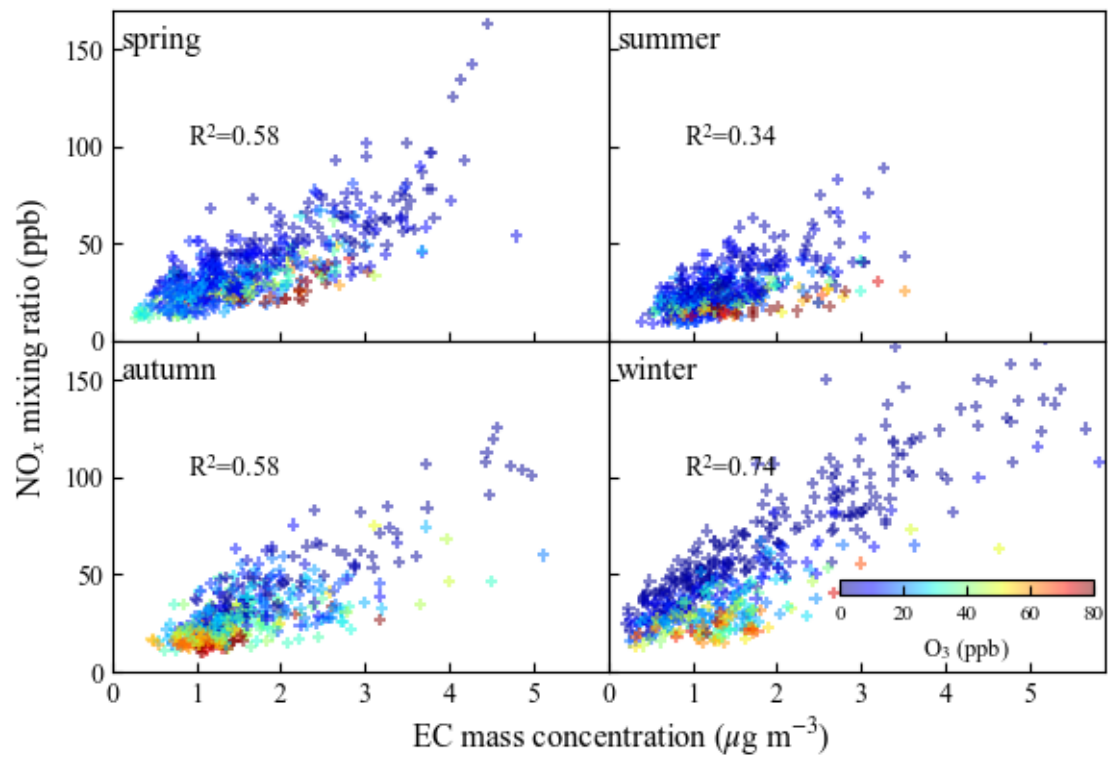 spring
summer
R²=0.58
R²=0.34
150
100
50
0
autumn
winter
R²=0.58
R²=0.74
150
100
50
0
0 20 40 60 80
O₃ (ppb)
0 1 2 3 4 5
0 1 2 3 4 5
NOₓ mixing ratio (ppb)
EC mass concentration (μg m⁻³)